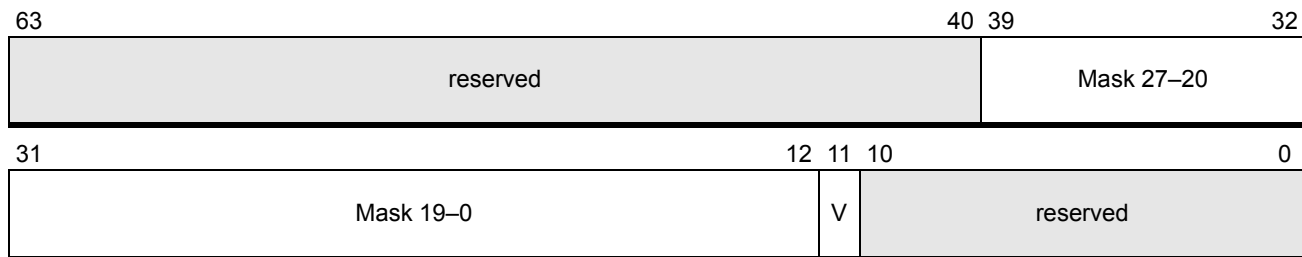 63 40 39 32
reserved Mask 27–20
31 12 11 10 0
Mask 19–0 V reserved